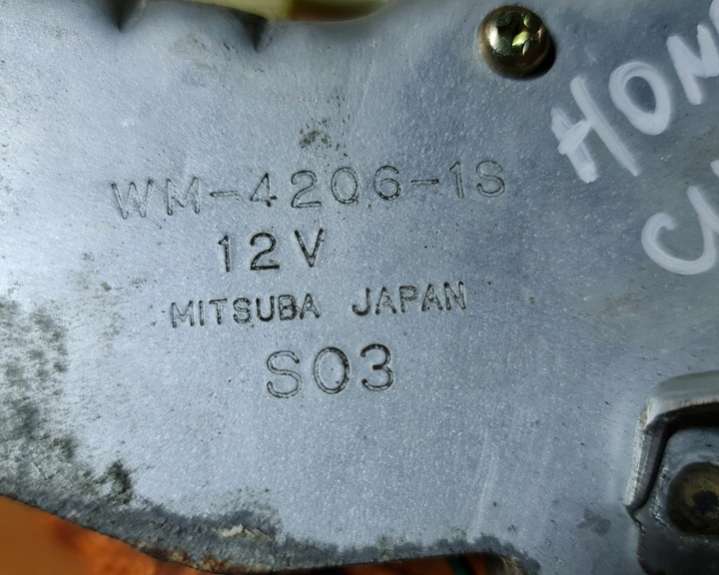 WM-4206-1S
12V
MITSUBA JAPAN
S03